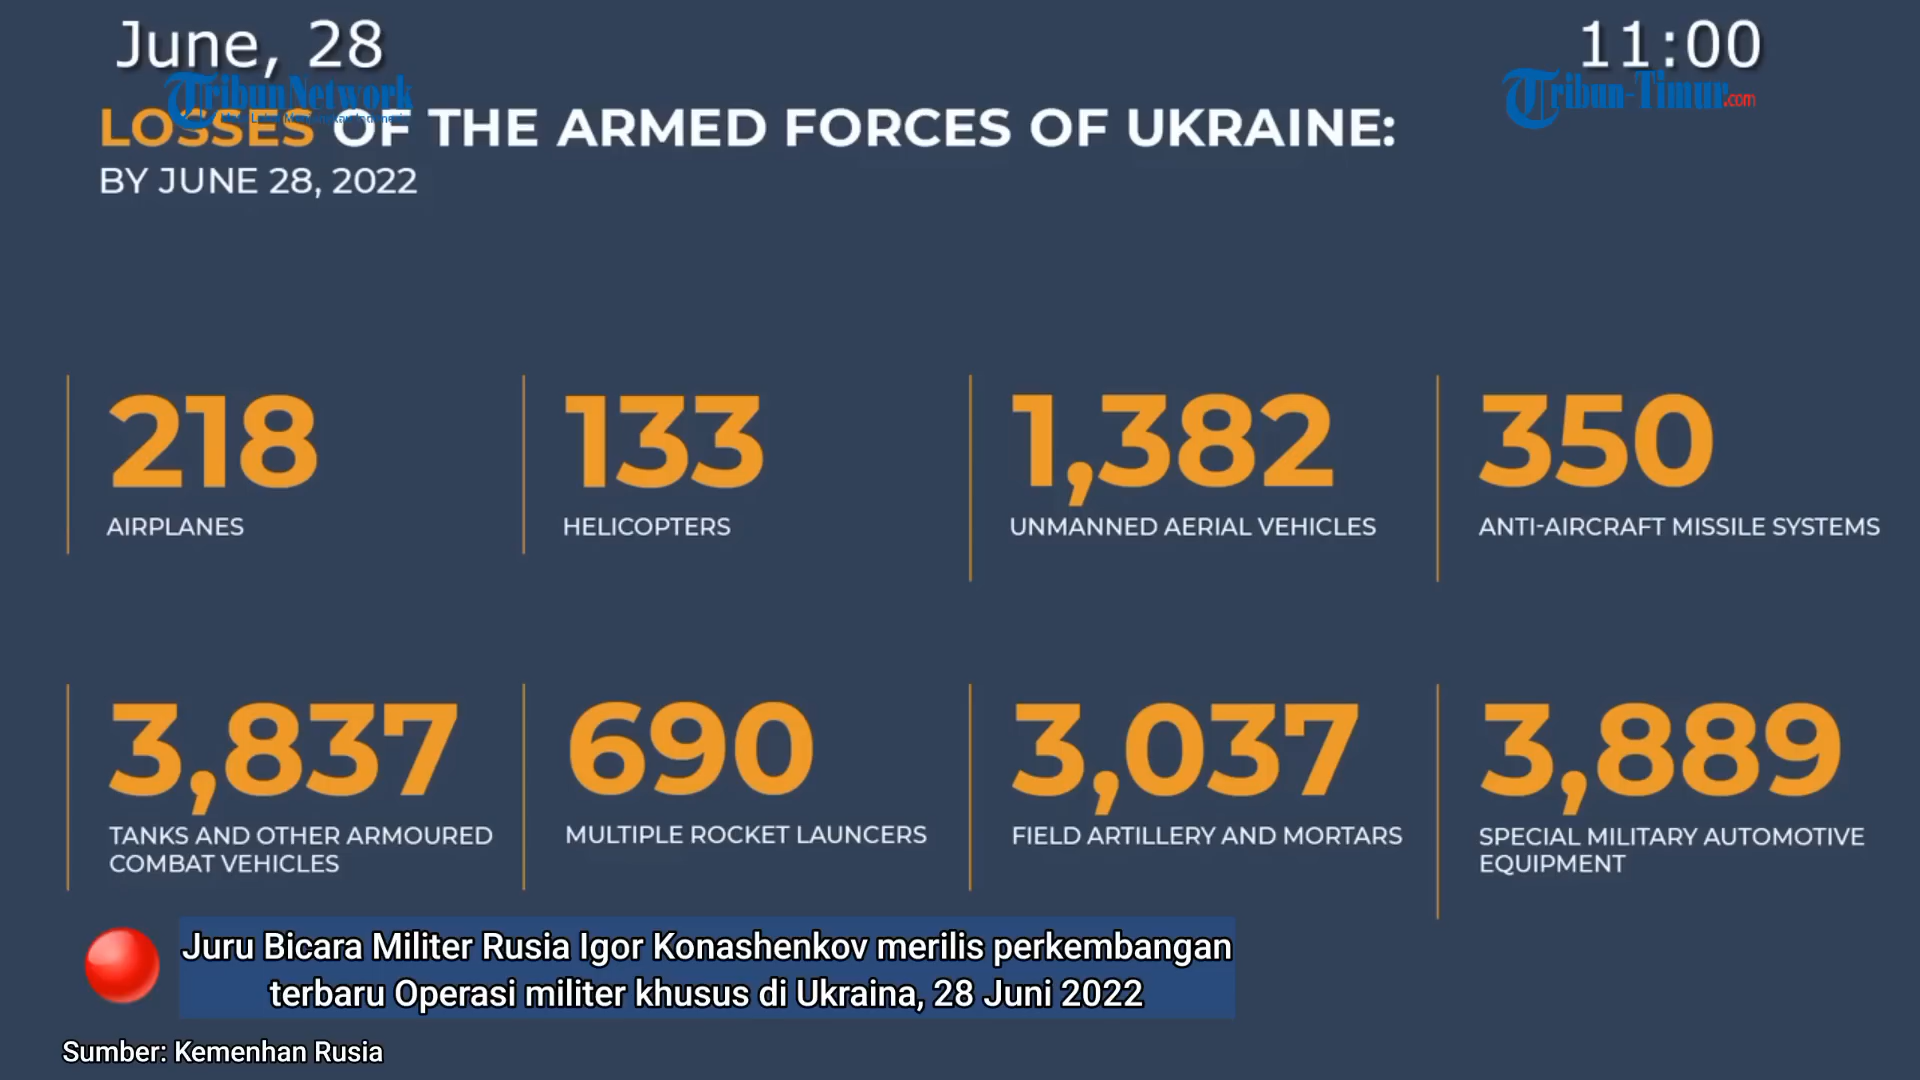 June, 28
11:00
TribunNetwork
Tribun-Timur.com
LOSSES OF THE ARMED FORCES OF UKRAINE:
BY JUNE 28, 2022
218
AIRPLANES
133
HELICOPTERS
1,382
UNMANNED AERIAL VEHICLES
350
ANTI-AIRCRAFT MISSILE SYSTEMS
3,837
TANKS AND OTHER ARMOURED
COMBAT VEHICLES
690
MULTIPLE ROCKET LAUNCERS
3,037
FIELD ARTILLERY AND MORTARS
3,889
SPECIAL MILITARY AUTOMOTIVE
EQUIPMENT
Juru Bicara Militer Rusia Igor Konashenkov merilis perkembangan
terbaru Operasi militer khusus di Ukraina, 28 Juni 2022
Sumber: Kemenhan Rusia